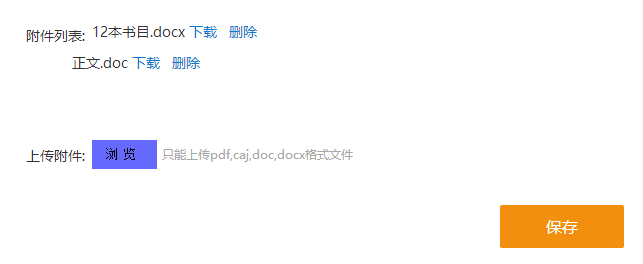 附件列表: 12本书目.docx 下载 删除
正文.doc 下载 删除
上传附件: 浏 览 只能上传pdf,caj,doc,docx格式文件
保存